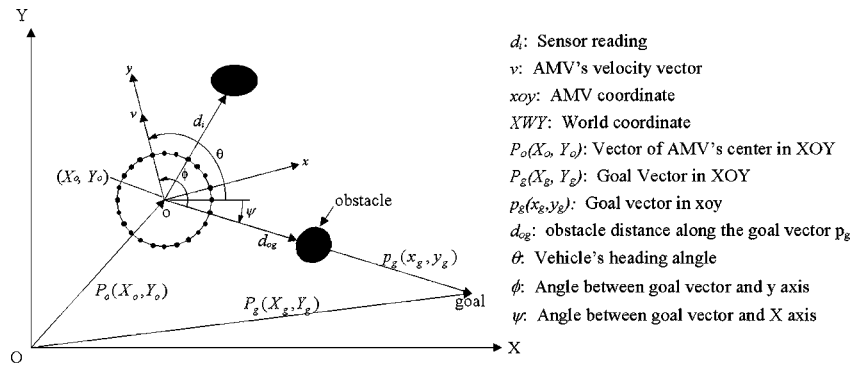 Y
y
v
d_i
θ
x
(X_o, Y_o)
ϕ
O
ψ
obstacle
d_og
p_g(x_g, y_g)
P_o(X_o, Y_o)
P_g(X_g, Y_g)
goal
O
X
d_i: Sensor reading
v: AMV's velocity vector
xoy: AMV coordinate
XWY: World coordinate
P_o(X_o, Y_o): Vector of AMV's center in XOY
P_g(X_g, Y_g): Goal Vector in XOY
p_g(x_g,y_g): Goal vector in xoy
d_og: obstacle distance along the goal vector p_g
θ: Vehicle's heading alngle
ϕ: Angle between goal vector and y axis
ψ: Angle between goal vector and X axis